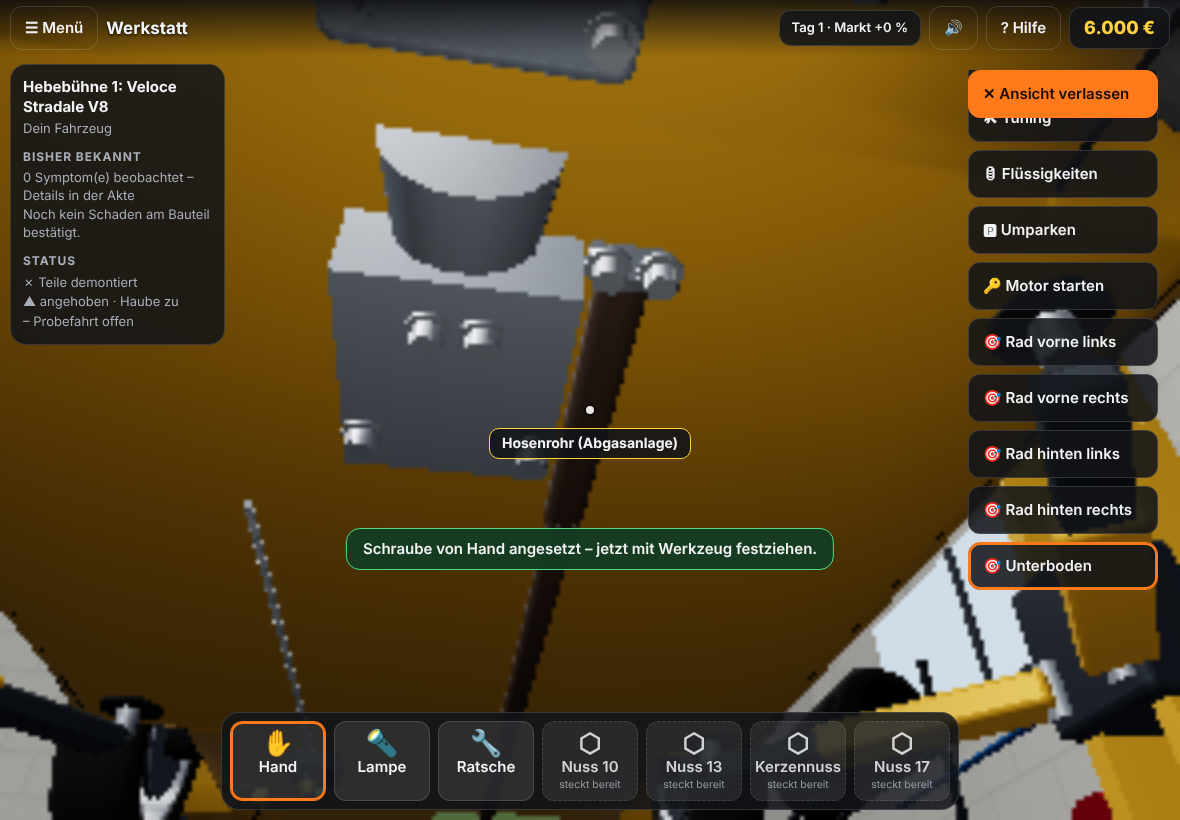 ☰ Menü
Werkstatt
Tag 1 · Markt +0 %
? Hilfe
6.000 €
Hebebühne 1: Veloce
Stradale V8
Dein Fahrzeug
BISHER BEKANNT
0 Symptom(e) beobachtet –
Details in der Akte
Noch kein Schaden am Bauteil
bestätigt.
STATUS
× Teile demontiert
▲ angehoben · Haube zu
– Probefahrt offen
✕ Ansicht verlassen
Tuning
Flüssigkeiten
🅿 Umparken
Motor starten
Rad vorne links
Rad vorne rechts
Rad hinten links
Rad hinten rechts
Unterboden
Hosenrohr (Abgasanlage)
Schraube von Hand angesetzt – jetzt mit Werkzeug festziehen.
Hand
Lampe
Ratsche
Nuss 10
steckt bereit
Nuss 13
steckt bereit
Kerzennuss
steckt bereit
Nuss 17
steckt bereit